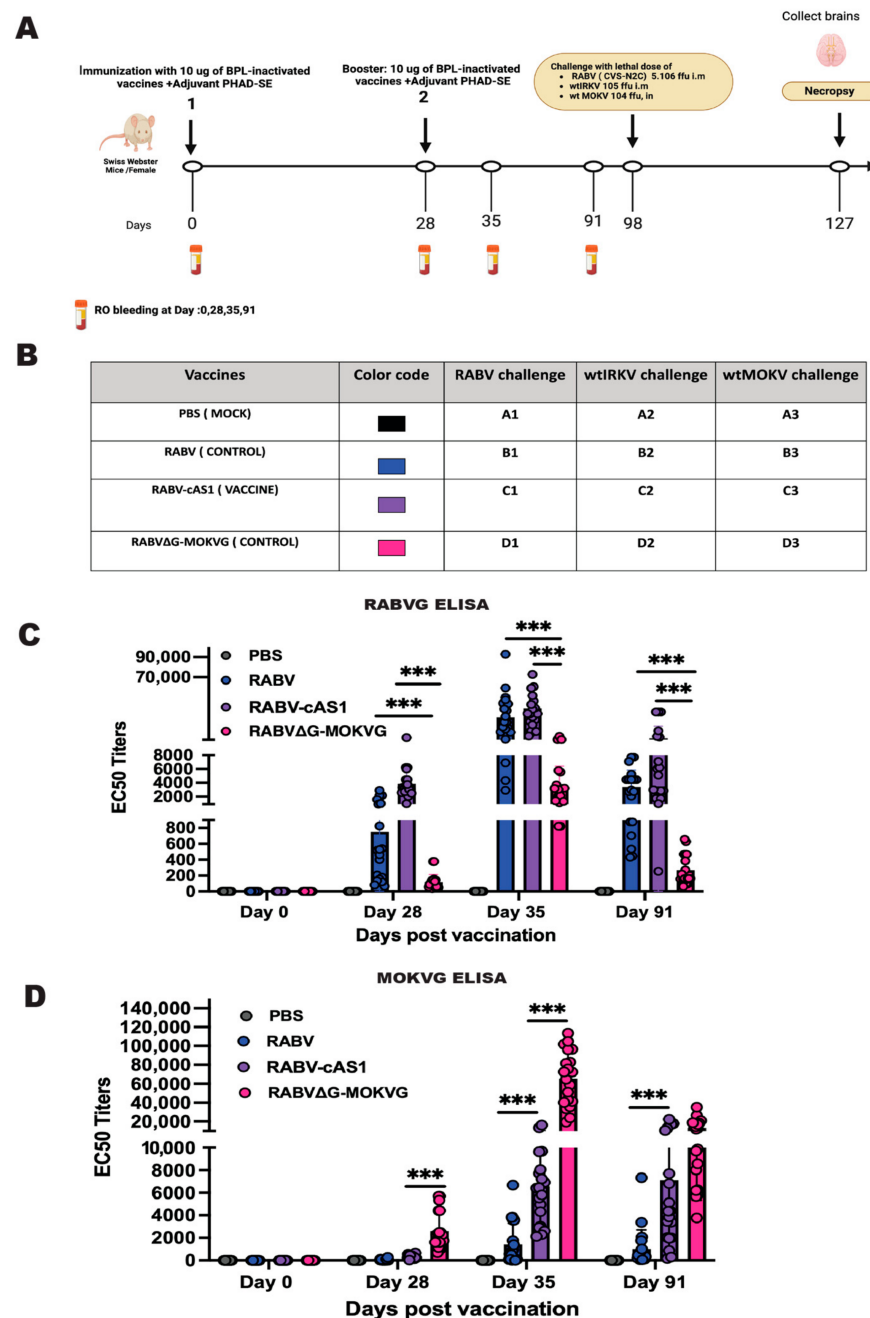 A
Immunization with 10 ug of BPL-inactivated
vaccines +Adjuvant PHAD-SE
1
Booster: 10 ug of BPL-inactivated
vaccines +Adjuvant PHAD-SE
2
Challenge with lethal dose of
• RABV ( CVS-N2C) 5.106 ffu i.m
• wtIRKV 105 ffu i.m
• wt MOKV 104 ffu, in
Collect brains
Necropsy
Swiss Webster
Mice /Female
Days 0 28 35 91 98 127
RO bleeding at Day :0,28,35,91
B
Vaccines Color code RABV challenge wtIRKV challenge wtMOKV challenge
PBS ( MOCK) A1 A2 A3
RABV ( CONTROL) B1 B2 B3
RABV-cAS1 ( VACCINE) C1 C2 C3
RABVΔG-MOKVG ( CONTROL) D1 D2 D3
RABVG ELISA
C
EC50 Titers
90,000
70,000
8000
6000
4000
2000
800
600
400
200
0
PBS
RABV
RABV-cAS1
RABVΔG-MOKVG
*** *** *** *** *** ***
Day 0 Day 28 Day 35 Day 91
Days post vaccination
MOKVG ELISA
D
EC50 Titers
140,000
120,000
100,000
80,000
60,000
40,000
20,000
10,000
8000
6000
4000
2000
0
PBS
RABV
RABV-cAS1
RABVΔG-MOKVG
*** *** *** ***
Day 0 Day 28 Day 35 Day 91
Days post vaccination